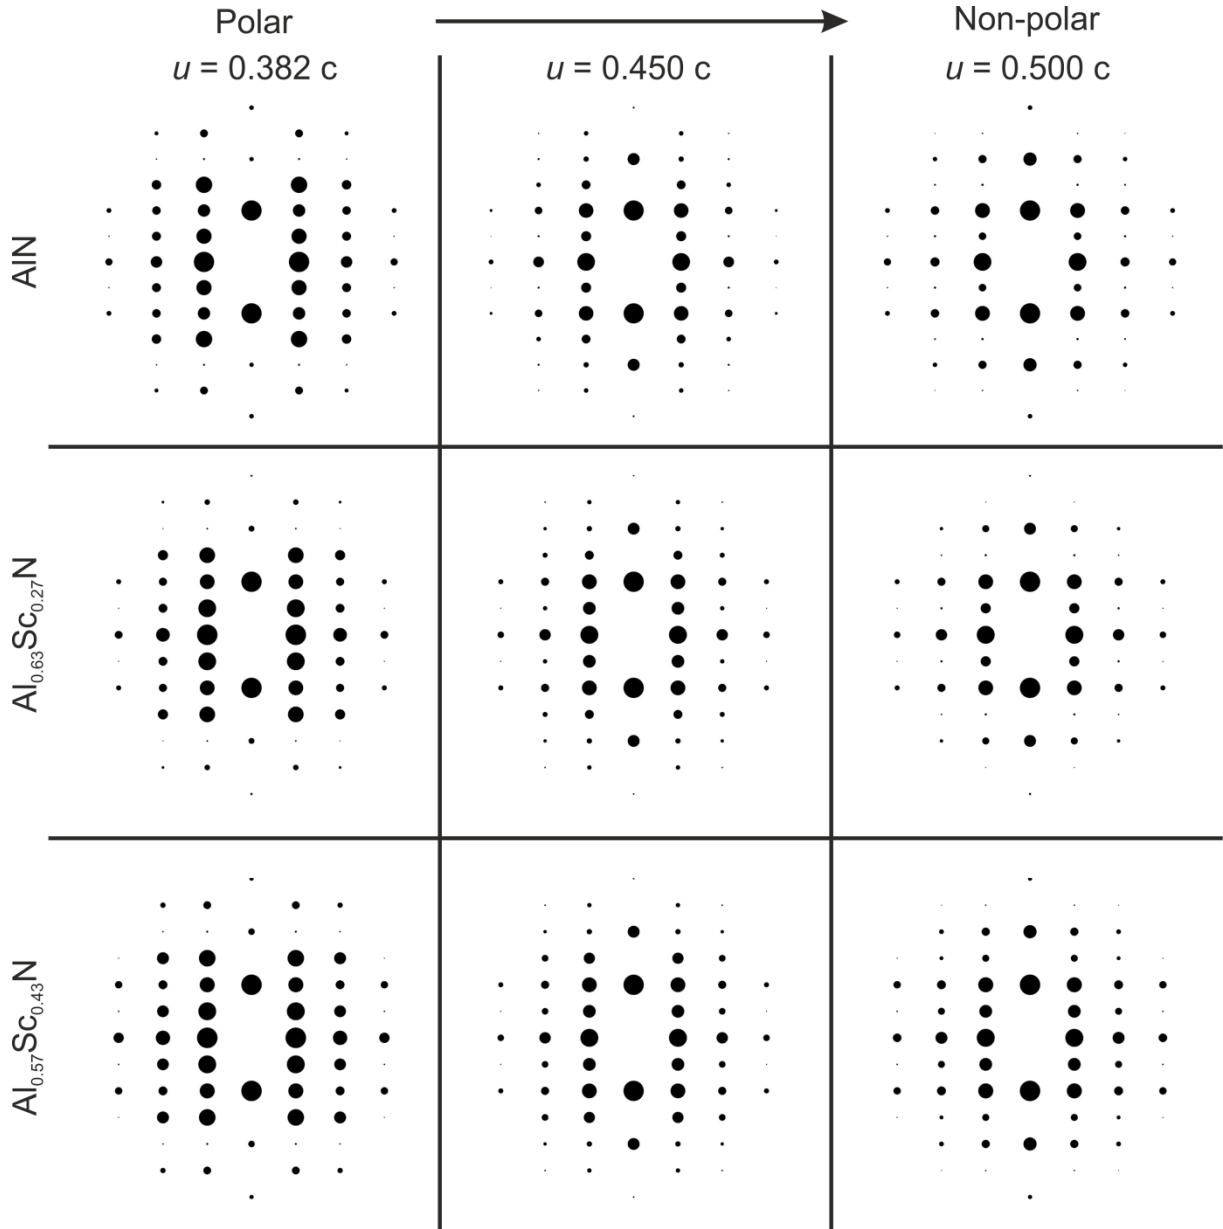 Polar
Non-polar
u = 0.382 c
u = 0.450 c
u = 0.500 c
AlN
Al0.63Sc0.27N
Al0.57Sc0.43N